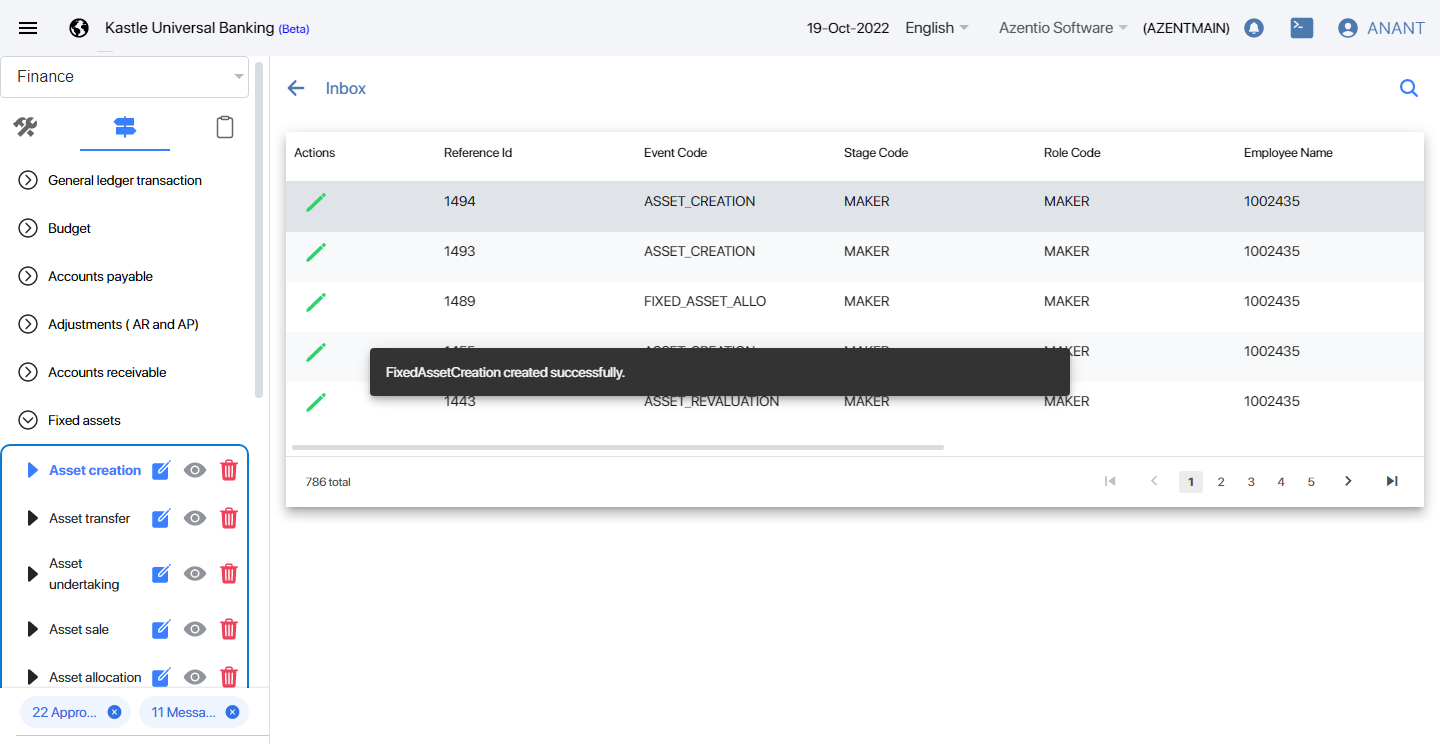 Kastle Universal Banking (Beta)
19-Oct-2022 English Azentio Software (AZENTMAIN) ANANT
Finance
General ledger transaction
Budget
Accounts payable
Adjustments ( AR and AP)
Accounts receivable
Fixed assets
Asset creation
Asset transfer
Asset
undertaking
Asset sale
Asset allocation
22 Appro... 11 Messa...
Inbox
Actions Reference Id Event Code Stage Code Role Code Employee Name
1494 ASSET_CREATION MAKER MAKER 1002435
1493 ASSET_CREATION MAKER MAKER 1002435
1489 FIXED_ASSET_ALLO MAKER MAKER 1002435
1002435
FixedAssetCreation created successfully.
1443 ASSET_REVALUATION MAKER MAKER 1002435
786 total 1 2 3 4 5